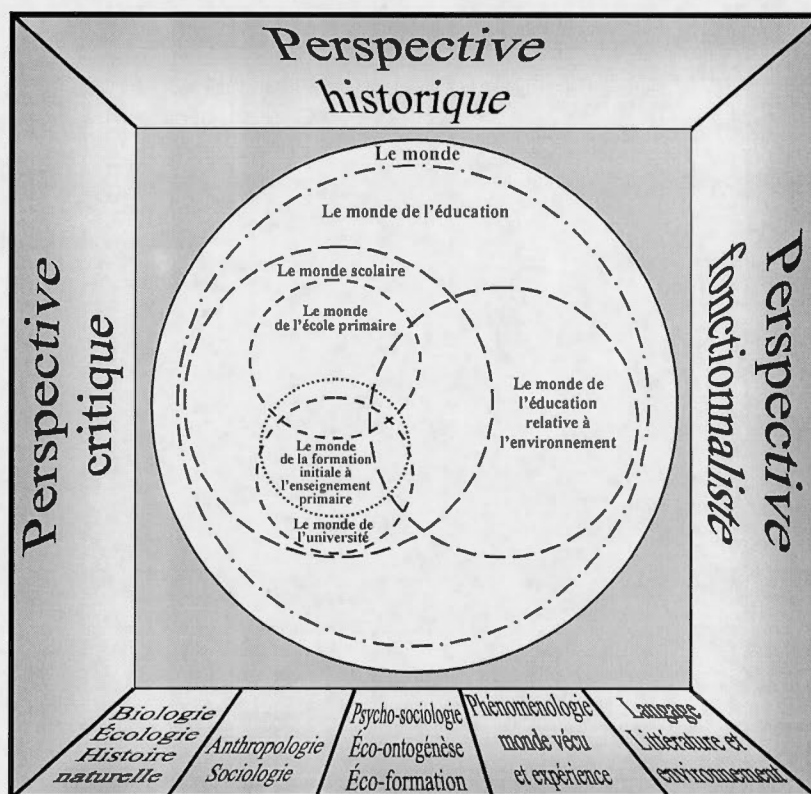 Perspective
historique
Perspective
critique
Le monde
Le monde de l'éducation
Le monde scolaire
Le monde
de l'école primaire
Le monde de
l'éducation
relative à
l'environnement
Le monde
de la formation
initiale à
l'enseignement
primaire
Le monde de
l'université
Perspective
fonctionnaliste
Biologie
Écologie
Histoire
naturelle
Anthropologie
Sociologie
Psycho-sociologie
Éco-ontogénèse
Éco-formation
Phénoménologie
monde vécu
et expérience
Langage
Littérature et
environnement